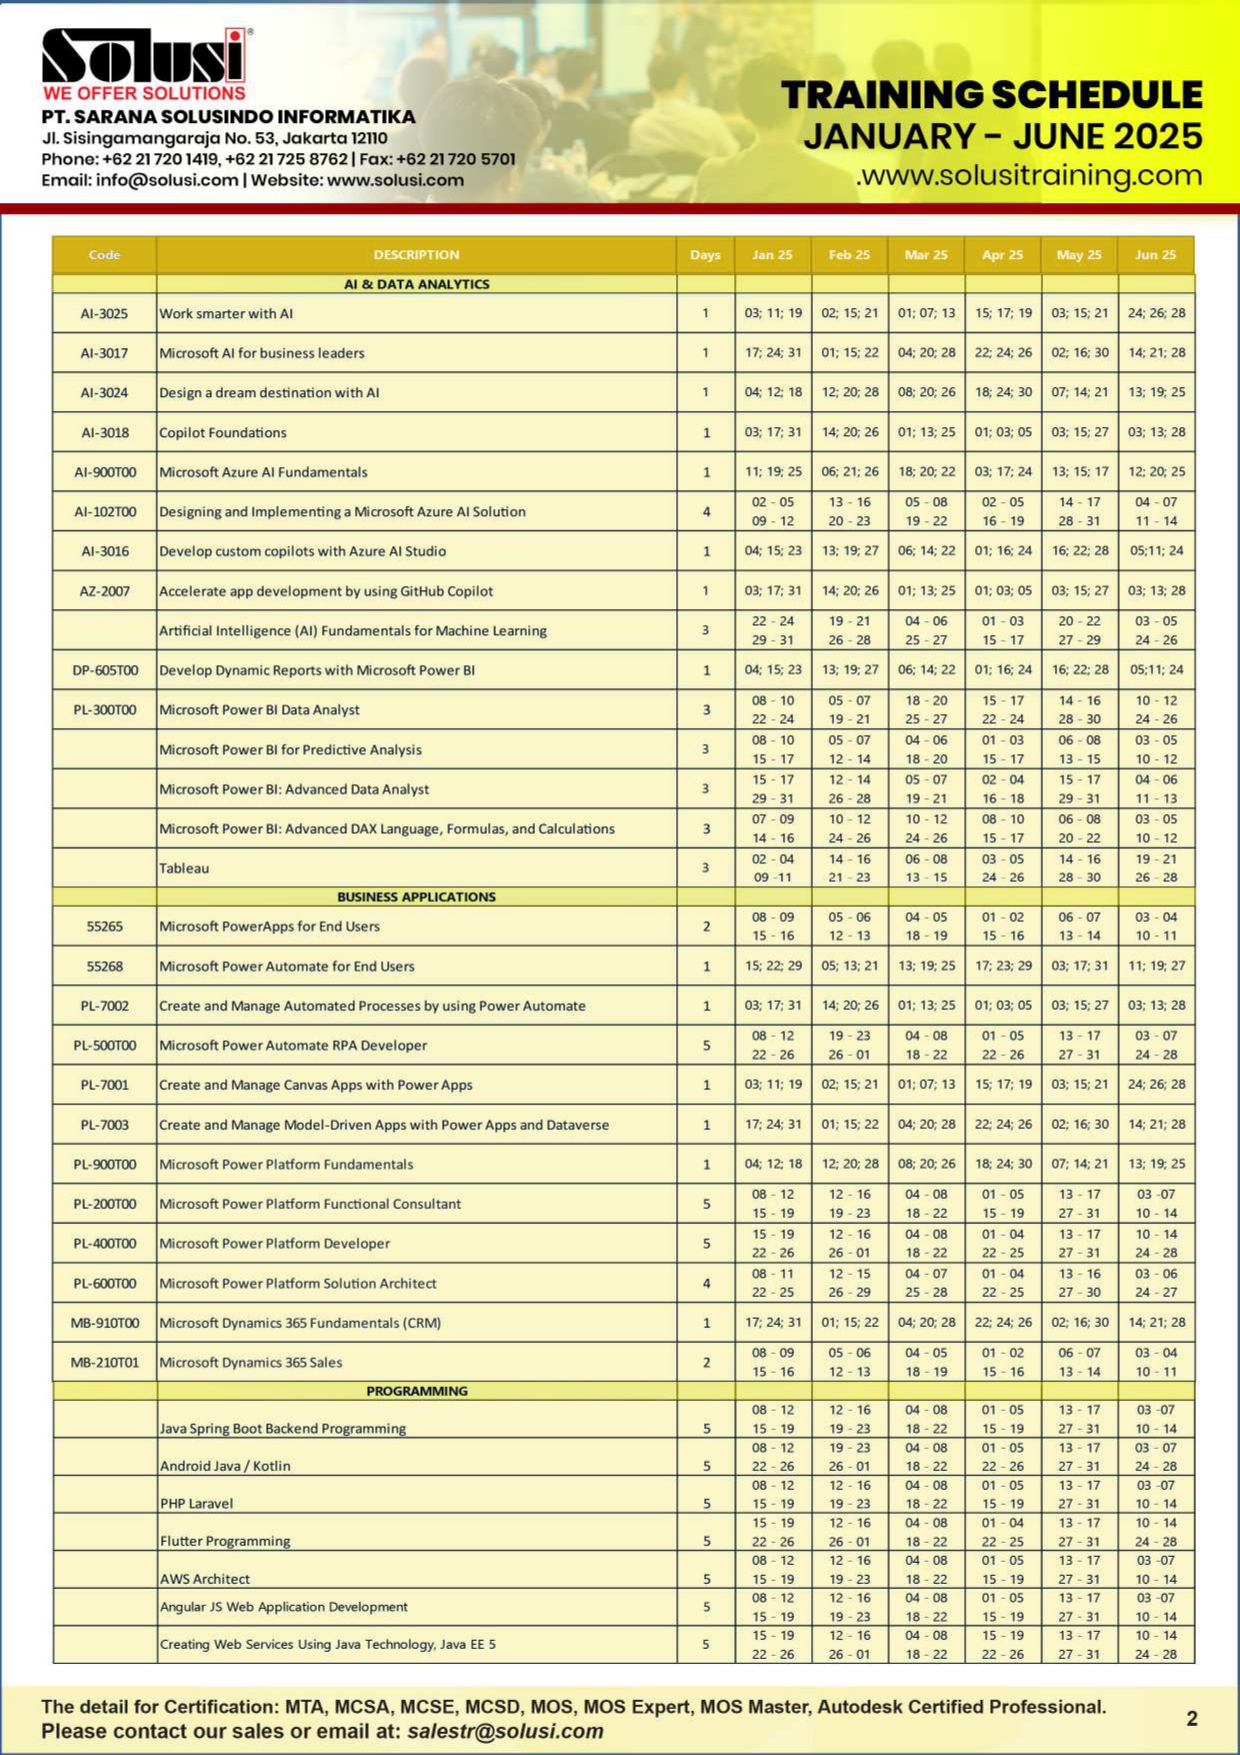 Solusi®
WE OFFER SOLUTIONS
PT. SARANA SOLUSINDO INFORMATIKA
Jl. Sisingamangaraja No. 53, Jakarta 12110
Phone: +62 21 720 1419, +62 21 725 8762 | Fax: +62 21 720 5701
Email: info@solusi.com | Website: www.solusi.com
TRAINING SCHEDULE
JANUARY - JUNE 2025
.www.solusitraining.com
Code DESCRIPTION Days Jan 25 Feb 25 Mar 25 Apr 25 May 25 Jun 25
AI & DATA ANALYTICS
AI-3025 Work smarter with AI 1 03; 11; 19 02; 15; 21 01; 07; 13 15; 17; 19 03; 15; 21 24; 26; 28
AI-3017 Microsoft AI for business leaders 1 17; 24; 31 01; 15; 22 04; 20; 28 22; 24; 26 02; 16; 30 14; 21; 28
AI-3024 Design a dream destination with AI 1 04; 12; 18 12; 20; 28 08; 20; 26 18; 24; 30 07; 14; 21 13; 19; 25
AI-3018 Copilot Foundations 1 03; 17; 31 14; 20; 26 01; 13; 25 01; 03; 05 03; 15; 27 03; 13; 28
AI-900T00 Microsoft Azure AI Fundamentals 1 11; 19; 25 06; 21; 26 18; 20; 22 03; 17; 24 13; 15; 17 12; 20; 25
02 - 05 13 - 16 05 - 08 02 - 05 14 - 17 04 - 07
AI-102T00 Designing and Implementing a Microsoft Azure AI Solution 4
09 - 12 20 - 23 19 - 22 16 - 19 28 - 31 11 - 14
AI-3016 Develop custom copilots with Azure AI Studio 1 04; 15; 23 13; 19; 27 06; 14; 22 01; 16; 24 16; 22; 28 05;11; 24
AZ-2007 Accelerate app development by using GitHub Copilot 1 03; 17; 31 14; 20; 26 01; 13; 25 01; 03; 05 03; 15; 27 03; 13; 28
22 - 24 19 - 21 04 - 06 01 - 03 20 - 22 03 - 05
Artificial Intelligence (AI) Fundamentals for Machine Learning 3
29 - 31 26 - 28 25 - 27 15 - 17 27 - 29 24 - 26
DP-605T00 Develop Dynamic Reports with Microsoft Power BI 1 04; 15; 23 13; 19; 27 06; 14; 22 01; 16; 24 16; 22; 28 05;11; 24
08 - 10 05 - 07 18 - 20 15 - 17 14 - 16 10 - 12
PL-300T00 Microsoft Power BI Data Analyst 3
22 - 24 19 - 21 25 - 27 22 - 24 28 - 30 24 - 26
08 - 10 05 - 07 04 - 06 01 - 03 06 - 08 03 - 05
Microsoft Power BI for Predictive Analysis 3
15 - 17 12 - 14 18 - 20 15 - 17 13 - 15 10 - 12
15 - 17 12 - 14 05 - 07 02 - 04 15 - 17 04 - 06
Microsoft Power BI: Advanced Data Analyst 3
29 - 31 26 - 28 19 - 21 16 - 18 29 - 31 11 - 13
07 - 09 10 - 12 10 - 12 08 - 10 06 - 08 03 - 05
Microsoft Power BI: Advanced DAX Language, Formulas, and Calculations 3
14 - 16 24 - 26 24 - 26 15 - 17 20 - 22 10 - 12
02 - 04 14 - 16 06 - 08 03 - 05 14 - 16 19 - 21
Tableau 3
09 -11 21 - 23 13 - 15 24 - 26 28 - 30 26 - 28
BUSINESS APPLICATIONS
08 - 09 05 - 06 04 - 05 01 - 02 06 - 07 03 - 04
55265 Microsoft PowerApps for End Users 2
15 - 16 12 - 13 18 - 19 15 - 16 13 - 14 10 - 11
55268 Microsoft Power Automate for End Users 1 15; 22; 29 05; 13; 21 13; 19; 25 17; 23; 29 03; 17; 31 11; 19; 27
PL-7002 Create and Manage Automated Processes by using Power Automate 1 03; 17; 31 14; 20; 26 01; 13; 25 01; 03; 05 03; 15; 27 03; 13; 28
08 - 12 19 - 23 04 - 08 01 - 05 13 - 17 03 - 07
PL-500T00 Microsoft Power Automate RPA Developer 5
22 - 26 26 - 01 18 - 22 22 - 26 27 - 31 24 - 28
PL-7001 Create and Manage Canvas Apps with Power Apps 1 03; 11; 19 02; 15; 21 01; 07; 13 15; 17; 19 03; 15; 21 24; 26; 28
PL-7003 Create and Manage Model-Driven Apps with Power Apps and Dataverse 1 17; 24; 31 01; 15; 22 04; 20; 28 22; 24; 26 02; 16; 30 14; 21; 28
PL-900T00 Microsoft Power Platform Fundamentals 1 04; 12; 18 12; 20; 28 08; 20; 26 18; 24; 30 07; 14; 21 13; 19; 25
08 - 12 12 - 16 04 - 08 01 - 05 13 - 17 03 -07
PL-200T00 Microsoft Power Platform Functional Consultant 5
15 - 19 19 - 23 18 - 22 15 - 19 27 - 31 10 - 14
15 - 19 12 - 16 04 - 08 01 - 04 13 - 17 10 - 14
PL-400T00 Microsoft Power Platform Developer 5
22 - 26 26 - 01 18 - 22 22 - 25 27 - 31 24 - 28
08 - 11 12 - 15 04 - 07 01 - 04 13 - 16 03 - 06
PL-600T00 Microsoft Power Platform Solution Architect 4
22 - 25 26 - 29 25 - 28 22 - 25 27 - 30 24 - 27
MB-910T00 Microsoft Dynamics 365 Fundamentals (CRM) 1 17; 24; 31 01; 15; 22 04; 20; 28 22; 24; 26 02; 16; 30 14; 21; 28
08 - 09 05 - 06 04 - 05 01 - 02 06 - 07 03 - 04
MB-210T01 Microsoft Dynamics 365 Sales 2
15 - 16 12 - 13 18 - 19 15 - 16 13 - 14 10 - 11
PROGRAMMING
08 - 12 12 - 16 04 - 08 01 - 05 13 - 17 03 -07
Java Spring Boot Backend Programming 5 15 - 19 19 - 23 18 - 22 15 - 19 27 - 31 10 - 14
08 - 12 19 - 23 04 - 08 01 - 05 13 - 17 03 - 07
Android Java / Kotlin 5 22 - 26 26 - 01 18 - 22 22 - 26 27 - 31 24 - 28
08 - 12 12 - 16 04 - 08 01 - 05 13 - 17 03 -07
PHP Laravel 5 15 - 19 19 - 23 18 - 22 15 - 19 27 - 31 10 - 14
15 - 19 12 - 16 04 - 08 01 - 04 13 - 17 10 - 14
Flutter Programming 5 22 - 26 26 - 01 18 - 22 22 - 25 27 - 31 24 - 28
08 - 12 12 - 16 04 - 08 01 - 05 13 - 17 03 -07
AWS Architect 5 15 - 19 19 - 23 18 - 22 15 - 19 27 - 31 10 - 14
08 - 12 12 - 16 04 - 08 01 - 05 13 - 17 03 -07
Angular JS Web Application Development 5
15 - 19 19 - 23 18 - 22 15 - 19 27 - 31 10 - 14
15 - 19 12 - 16 04 - 08 15 - 19 13 - 17 10 - 14
Creating Web Services Using Java Technology, Java EE 5 5
22 - 26 26 - 01 18 - 22 22 - 26 27 - 31 24 - 28
The detail for Certification: MTA, MCSA, MCSE, MCSD, MOS, MOS Expert, MOS Master, Autodesk Certified Professional.
Please contact our sales or email at: salestr@solusi.com
2